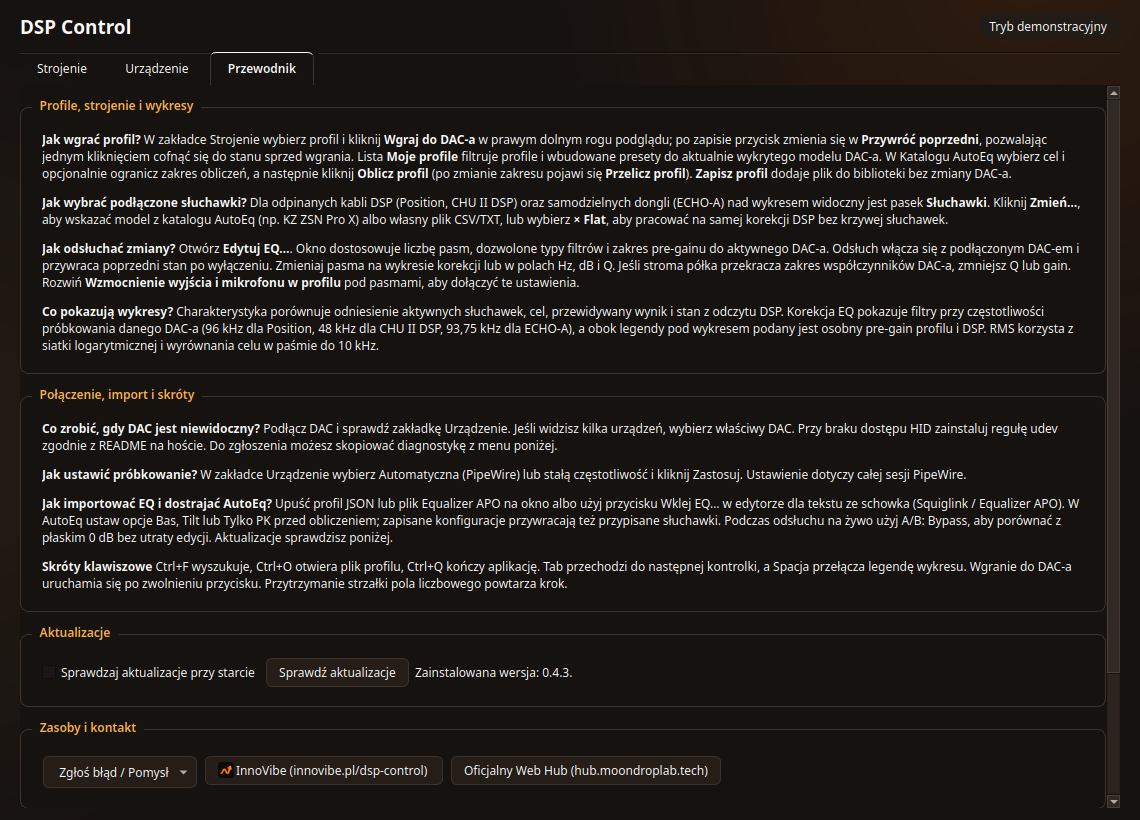 DSP Control
Tryb demonstracyjny
Strojenie
Urządzenie
Przewodnik
Profile, strojenie i wykresy
Jak wgrać profil? W zakładce Strojenie wybierz profil i kliknij Wgraj do DAC-a w prawym dolnym rogu podglądu; po zapisie przycisk zmienia się w Przywróć poprzedni, pozwalając
jednym kliknięciem cofnąć się do stanu sprzed wgrania. Lista Moje profile filtruje profile i wbudowane presety do aktualnie wykrytego modelu DAC-a. W Katalogu AutoEq wybierz cel i
opcjonalnie ogranicz zakres obliczeń, a następnie kliknij Oblicz profil (po zmianie zakresu pojawi się Przelicz profil). Zapisz profil dodaje plik do biblioteki bez zmiany DAC-a.
Jak wybrać podłączone słuchawki? Dla odpinanych kabli DSP (Position, CHU II DSP) oraz samodzielnych dongli (ECHO-A) nad wykresem widoczny jest pasek Słuchawki. Kliknij Zmień…,
aby wskazać model z katalogu AutoEq (np. KZ ZSN Pro X) albo własny plik CSV/TXT, lub wybierz × Flat, aby pracować na samej korekcji DSP bez krzywej słuchawek.
Jak odsłuchać zmiany? Otwórz Edytuj EQ…. Okno dostosowuje liczbę pasm, dozwolone typy filtrów i zakres pre-gainu do aktywnego DAC-a. Odsłuch włącza się z podłączonym DAC-em i
przywraca poprzedni stan po wyłączeniu. Zmieniaj pasma na wykresie korekcji lub w polach Hz, dB i Q. Jeśli stroma półka przekracza zakres współczynników DAC-a, zmniejsz Q lub gain.
Rozwiń Wzmocnienie wyjścia i mikrofonu w profilu pod pasmami, aby dołączyć te ustawienia.
Co pokazują wykresy? Charakterystyka porównuje odniesienie aktywnych słuchawek, cel, przewidywany wynik i stan z odczytu DSP. Korekcja EQ pokazuje filtry przy częstotliwości
próbkowania danego DAC-a (96 kHz dla Position, 48 kHz dla CHU II DSP, 93,75 kHz dla ECHO-A), a obok legendy pod wykresem podany jest osobny pre-gain profilu i DSP. RMS korzysta z
siatki logarytmicznej i wyrównania celu w paśmie do 10 kHz.
Połączenie, import i skróty
Co zrobić, gdy DAC jest niewidoczny? Podłącz DAC i sprawdź zakładkę Urządzenie. Jeśli widzisz kilka urządzeń, wybierz właściwy DAC. Przy braku dostępu HID zainstaluj regułę udev
zgodnie z README na hoście. Do zgłoszenia możesz skopiować diagnostykę z menu poniżej.
Jak ustawić próbkowanie? W zakładce Urządzenie wybierz Automatyczna (PipeWire) lub stałą częstotliwość i kliknij Zastosuj. Ustawienie dotyczy całej sesji PipeWire.
Jak importować EQ i dostrajać AutoEq? Upuść profil JSON lub plik Equalizer APO na okno albo użyj przycisku Wklej EQ… w edytorze dla tekstu ze schowka (Squiglink / Equalizer APO). W
AutoEq ustaw opcje Bas, Tilt lub Tylko PK przed obliczeniem; zapisane konfiguracje przywracają też przypisane słuchawki. Podczas odsłuchu na żywo użyj A/B: Bypass, aby porównać z
płaskim 0 dB bez utraty edycji. Aktualizacje sprawdzisz poniżej.
Skróty klawiszowe Ctrl+F wyszukuje, Ctrl+O otwiera plik profilu, Ctrl+Q kończy aplikację. Tab przechodzi do następnej kontrolki, a Spacja przełącza legendę wykresu. Wgranie do DAC-a
uruchamia się po zwolnieniu przycisku. Przytrzymanie strzałki pola liczbowego powtarza krok.
Aktualizacje
Sprawdzaj aktualizacje przy starcie
Sprawdź aktualizacje
Zainstalowana wersja: 0.4.3.
Zasoby i kontakt
Zgłoś błąd / Pomysł
InnoVibe (innovibe.pl/dsp-control)
Oficjalny Web Hub (hub.moondroplab.tech)